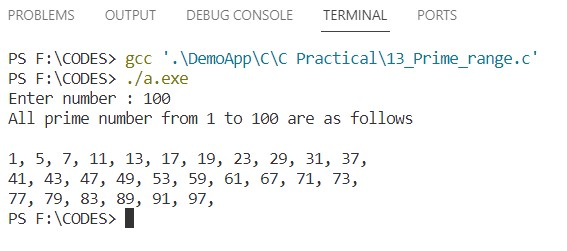 PROBLEMS OUTPUT DEBUG CONSOLE TERMINAL PORTS
PS F:\CODES> gcc '.\DemoApp\C\C Practical\13_Prime_range.c'
PS F:\CODES> ./a.exe
Enter number : 100
All prime number from 1 to 100 are as follows
1, 5, 7, 11, 13, 17, 19, 23, 29, 31, 37,
41, 43, 47, 49, 53, 59, 61, 67, 71, 73,
77, 79, 83, 89, 91, 97,
PS F:\CODES>